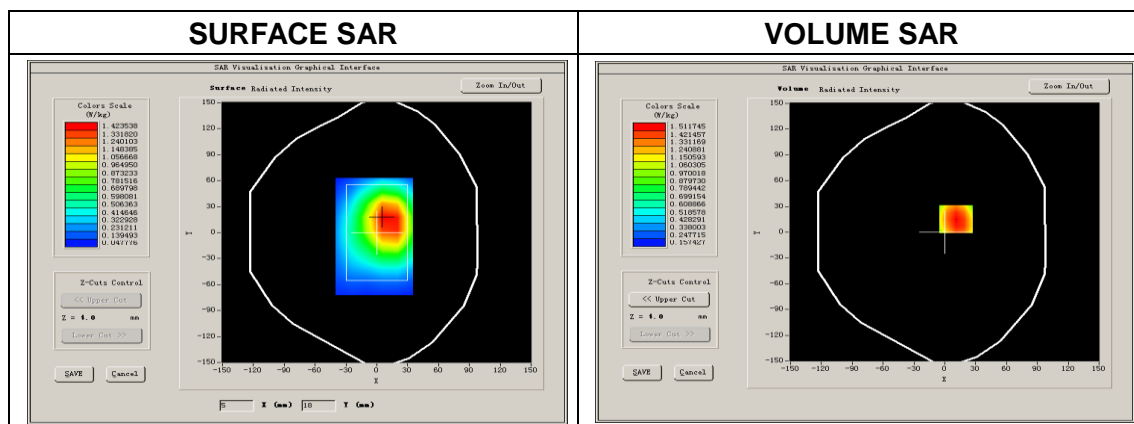 SURFACE SAR
VOLUME SAR
SAR Visualisation Graphical Interface
Surface Radiated Intensity
Zoom In/Out
Colors Scale
(W/kg)
1.423538
1.331820
1.240103
1.148385
1.056668
0.964950
0.873233
0.781516
0.689798
0.598081
0.506363
0.414646
0.322928
0.231211
0.139493
0.047776
Z-Cuts Control
<< Upper Cut
Z = 4.0 mm
Lower Cut >>
SAVE Cancel
150
120
90
60
30
0
-30
-60
-90
-120
-150
Y
-150 -120 -90 -60 -30 0 30 60 90 120 150
X
5 X (mm) 18 Y (mm)
SAR Visualisation Graphical Interface
Volume Radiated Intensity
Zoom In/Out
Colors Scale
(W/kg)
1.511745
1.421457
1.331169
1.240881
1.150593
1.060305
0.970018
0.879730
0.789442
0.699154
0.608866
0.518578
0.428291
0.338003
0.247715
0.157427
Z-Cuts Control
<< Upper Cut
Z = 4.0 mm
Lower Cut >>
SAVE Cancel
150
120
90
60
30
0
-30
-60
-90
-120
-150
Y
-150 -120 -90 -60 -30 0 30 60 90 120 150
X